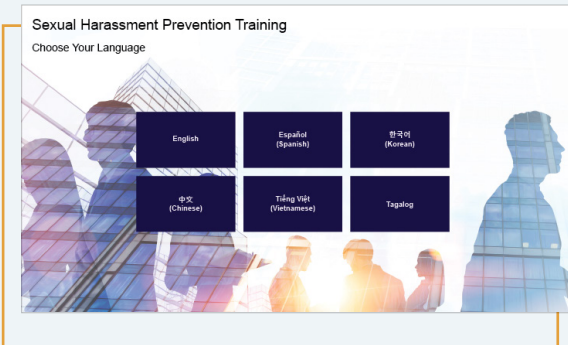 Sexual Harassment Prevention Training
Choose Your Language
English
Español
(Spanish)
한국어
(Korean)
中文
(Chinese)
Tiếng Việt
(Vietnamese)
Tagalog